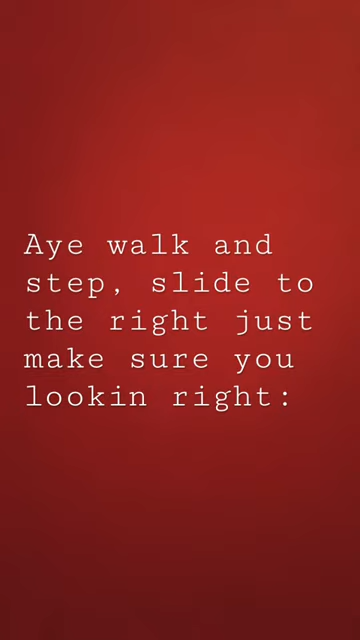 Aye walk and
step, slide to
the right just
make sure you
lookin right: